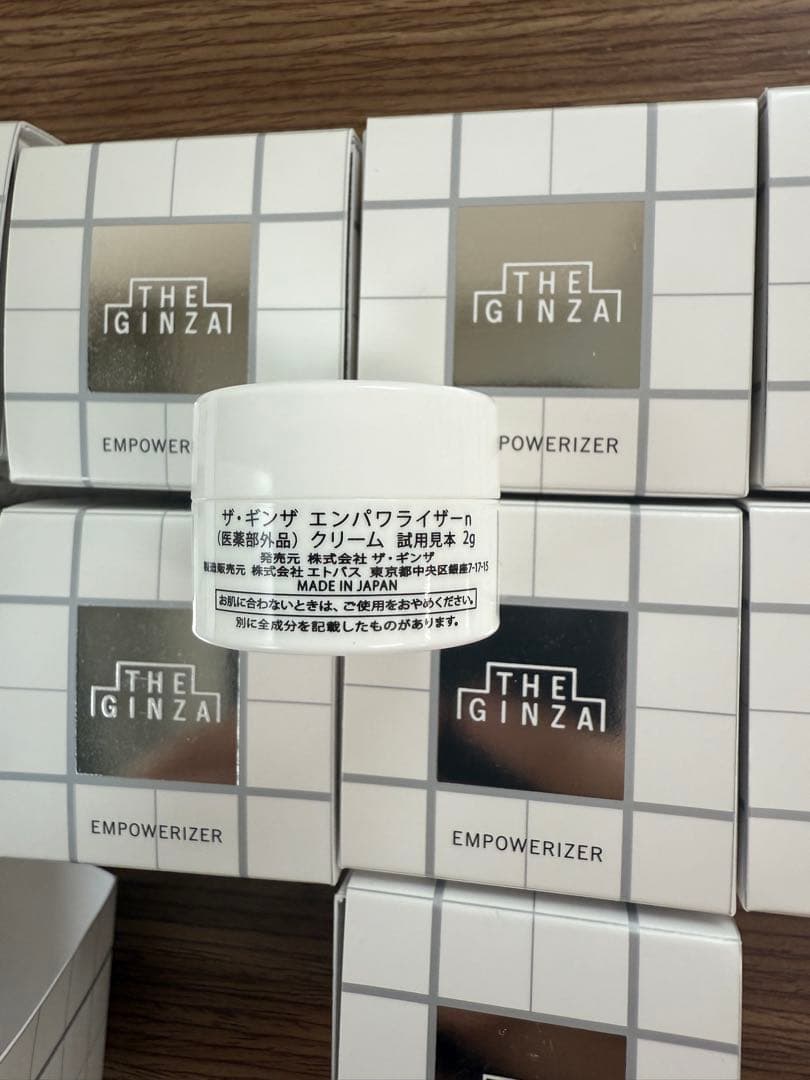 THE
GINZA
EMPOWER
THE
GINZA
POWERIZER
ザ・ギンザ エンパワライザーn
(医薬部外品) クリーム 試用見本 2g
発売元 株式会社 ザ・ギンザ
製造販売元 株式会社 エトバス 東京都中央区銀座7-17-15
MADE IN JAPAN
お肌に合わないときは、ご使用をおやめください。
別に全成分を記載したものがあります。
THE
GINZA
EMPOWERIZER
THE
GINZA
EMPOWERIZER